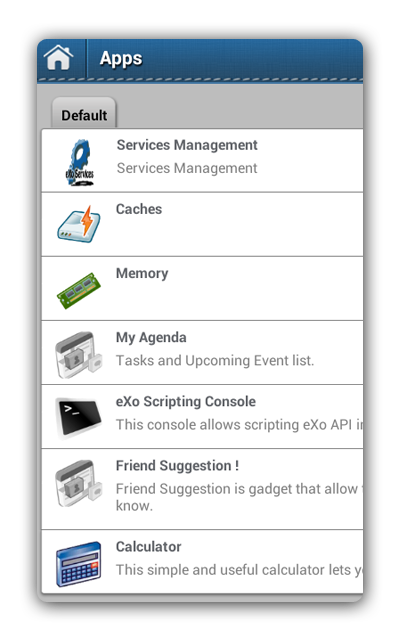 Apps
Default
Services Management
eXo Services
Services Management
Caches
Memory
My Agenda
Tasks and Upcoming Event list.
eXo Scripting Console
This console allows scripting eXo API
Friend Suggestion !
Friend Suggestion is gadget that allow
know.
Calculator
This simple and useful calculator lets